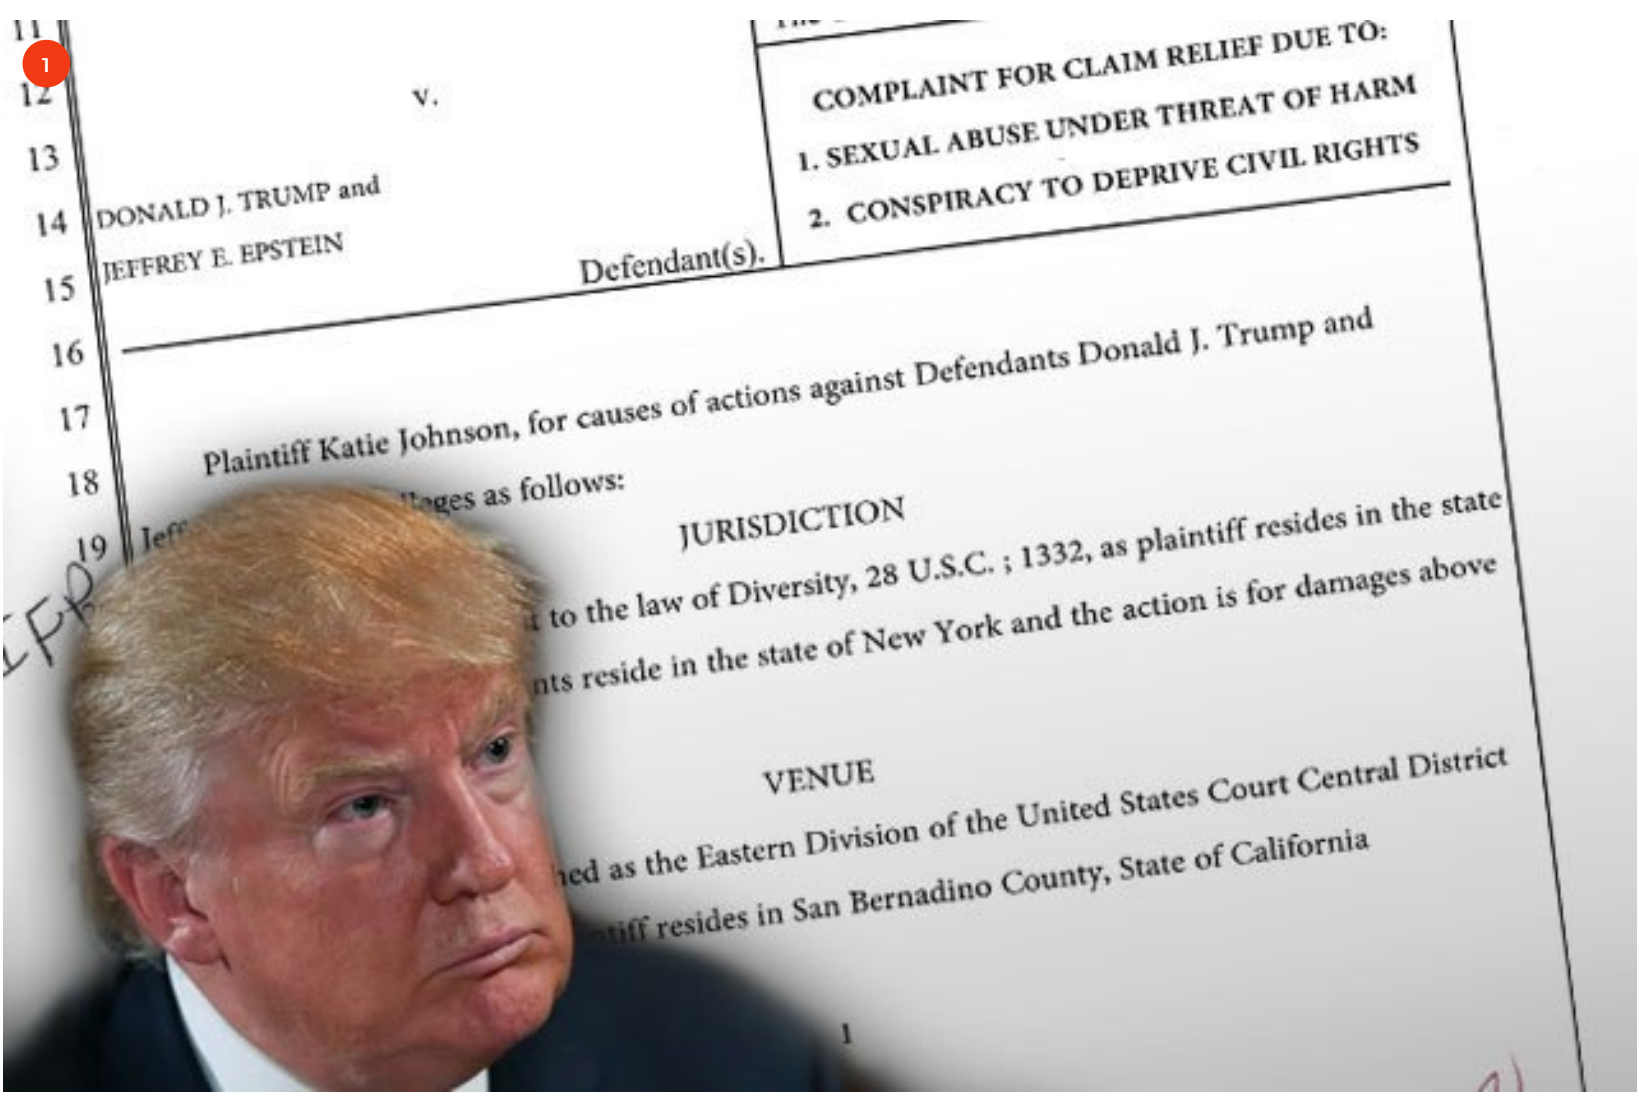 11
1
12
v.
COMPLAINT FOR CLAIM RELIEF DUE TO:
13
1. SEXUAL ABUSE UNDER THREAT OF HARM
14
DONALD J. TRUMP and
2. CONSPIRACY TO DEPRIVE CIVIL RIGHTS
15
JEFFREY E. EPSTEIN
Defendant(s).
16
17
Plaintiff Katie Johnson, for causes of actions against Defendants Donald J. Trump and
18
as follows:
19
JURISDICTION
to the law of Diversity, 28 U.S.C. ; 1332, as plaintiff resides in the state
IFP
reside in the state of New York and the action is for damages above
VENUE
as the Eastern Division of the United States Court Central District
resides in San Bernadino County, State of California
1